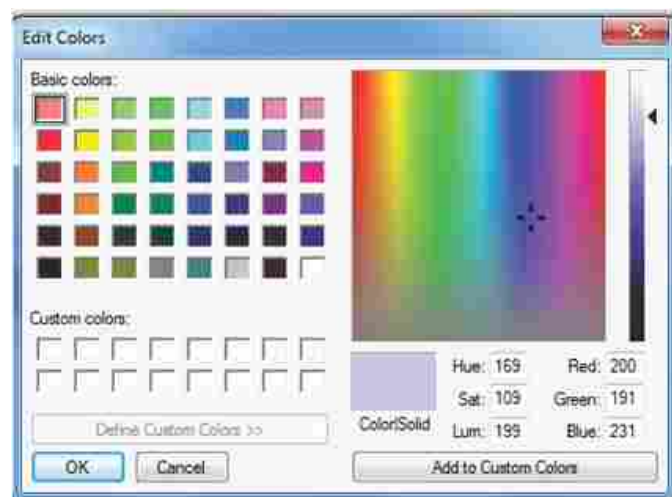 Edit Colors
Basic colors:
Custom colors:
Define Custom Colors >>
OK Cancel
Color|Solid
Hue: 169 Red: 200
Sat: 109 Green: 191
Lum: 199 Blue: 231
Add to Custom Colors